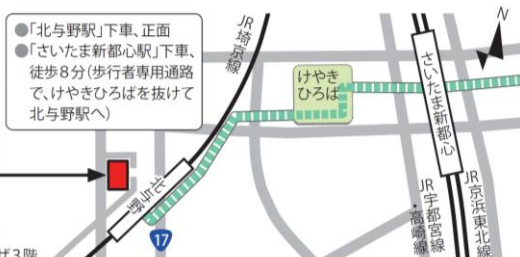 ●「北与野駅」下車、正面
●「さいたま新都心駅」下車、
徒歩8分(歩行者専用通路
で、けやきひろばを抜けて
北与野駅へ)
JR埼京線
けやき
ひろば
さいたま新都心
N
北与野
17
JR宇都宮線
・高崎線
JR京浜東北線
ザ3階